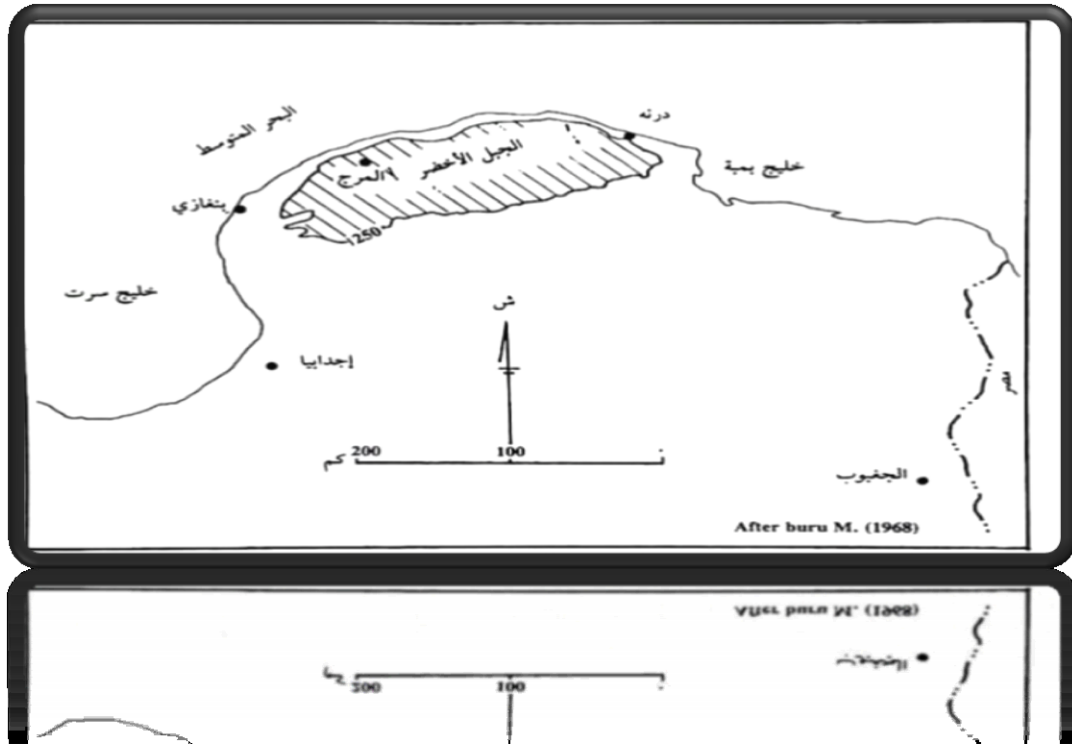 درنه
البحر المتوسط
الجبل الأخضر
خليج بمبة
المرج
بنغازي
250
خليج سرت
ش
إجدابيا
مصر
200
100
كم
الجغبوب
After buru M. (1968)